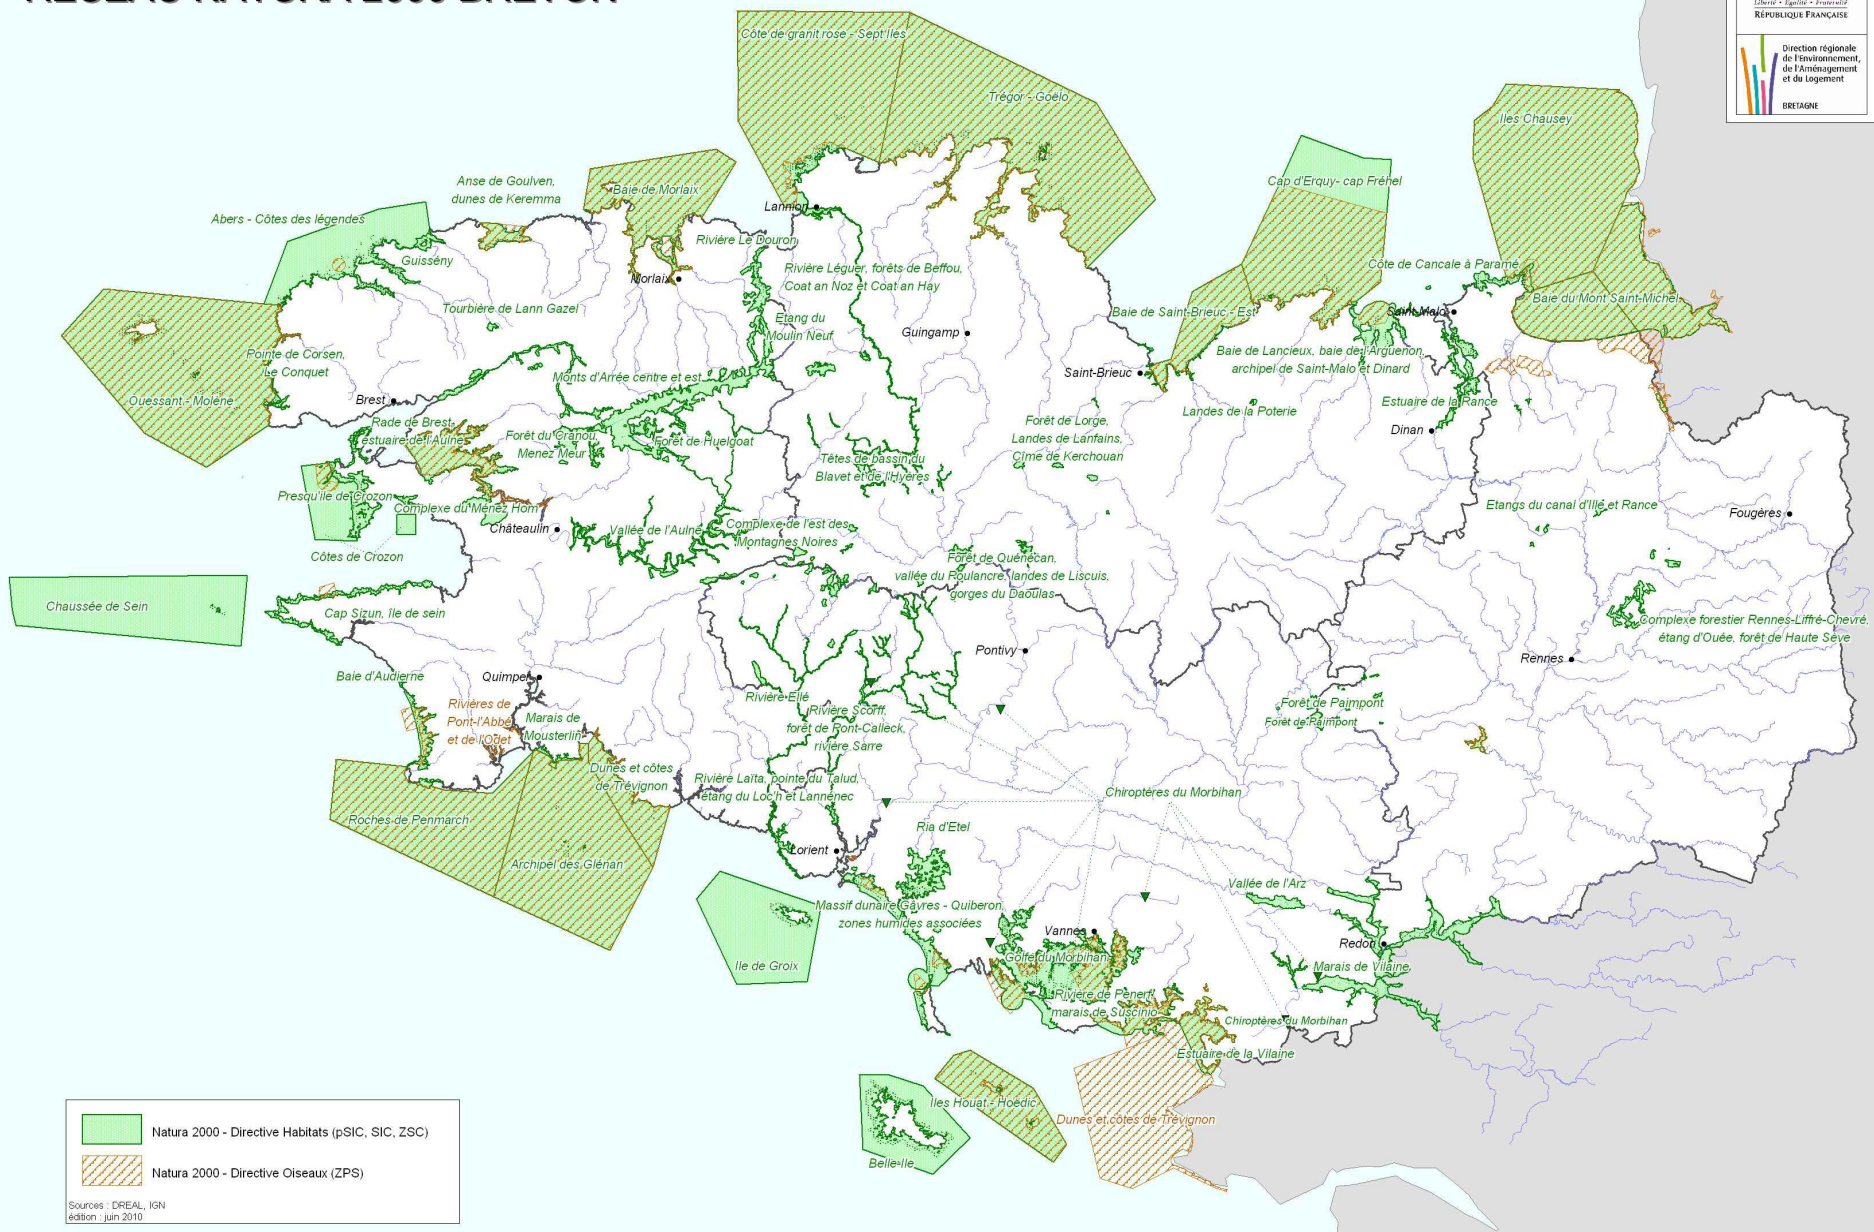 RESEAU NATURA 2000 BRETON
Liberté • Égalité • Fraternité
RÉPUBLIQUE FRANÇAISE
Direction régionale
de l'Environnement,
de l'Aménagement
et du Logement
BRETAGNE
Côte de granit rose - Sept Iles
Trégor - Goëlo
Iles Chausey
Anse de Goulven,
dunes de Keremma
Baie de Morlaix
Cap d'Erquy- cap Fréhel
Lannion
Abers - Côtes des légendes
Guissény
Rivière Le Douron
Morlaix
Rivière Léguer, forêts de Beffou,
Coat an Noz et Coat an Hay
Côte de Cancale à Paramé
Baie du Mont Saint-Michel
Tourbière de Lann Gazel
Etang du
Moulin Neuf
Guingamp
Baie de Saint-Brieuc - Est
Saint-Malo
Pointe de Corsen,
Le Conquet
Baie de Lancieux, baie de l'Arguenon,
archipel de Saint-Malo et Dinard
Monts d'Arrée centre et est
Saint-Brieuc
Ouessant - Molène
Brest
Landes de la Poterie
Estuaire de la Rance
Rade de Brest,
estuaire de l'Aulne
Forêt du Cranou,
Menez Meur
Forêt de Huelgoat
Forêt de Lorge,
Landes de Lanfains,
Cîme de Kerchouan
Dinan
Têtes de bassin du
Blavet et de l'Hyères
Presqu'île de Crozon
Complexe du Ménez Hom
Châteaulin
Vallée de l'Aulne
Complexe de l'est des
Montagnes Noires
Etangs du canal d'Ille et Rance
Fougères
Côtes de Crozon
Forêt de Quénécan,
vallée du Poulancre, landes de Liscuis,
gorges du Daoulas
Chaussée de Sein
Cap Sizun, île de sein
Complexe forestier Rennes-Liffré-Chevré,
étang d'Ouée, forêt de Haute Sève
Pontivy
Rennes
Baie d'Audierne
Quimper
Rivière Ellé
Rivières de
Pont-l'Abbé
et de l'Odet
Marais de
Mousterlin
Rivière Scorff,
forêt de Pont-Calleck,
rivière Sarre
Forêt de Paimpont
Forêt de Paimpont
Dunes et côtes
de Trévignon
Rivière Laïta, pointe du Talud,
étang du Loc'h et Lannénec
Chiroptères du Morbihan
Roches de Penmarch
Archipel des Glénan
Lorient
Ria d'Etel
Vallée de l'Arz
Massif dunaire Gâvres - Quiberon,
zones humides associées
Vannes
Redon
Ile de Groix
Golfe du Morbihan
Marais de Vilaine
Rivière de Penerf,
marais de Suscinio
Chiroptères du Morbihan
Estuaire de la Vilaine
Iles Houat - Hoëdic
Dunes et côtes de Trévignon
Belle-Ile
Natura 2000 - Directive Habitats (pSIC, SIC, ZSC)
Natura 2000 - Directive Oiseaux (ZPS)
Sources : DREAL, IGN
édition : juin 2010